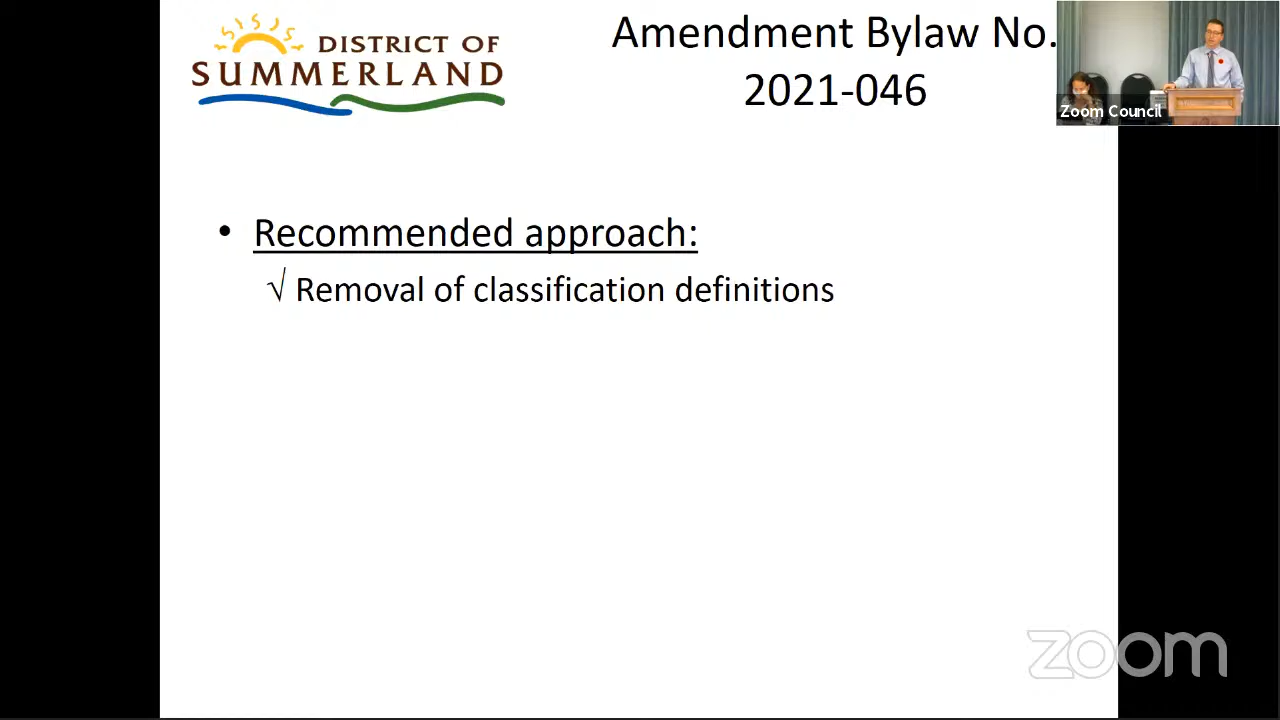 DISTRICT OF
SUMMERLAND
Amendment Bylaw No.
2021-046
Zoom Council
• Recommended approach:
√ Removal of classification definitions
zoom